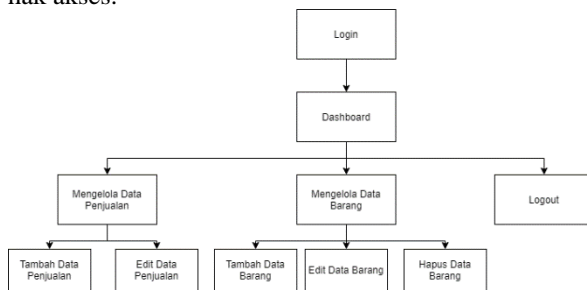 hak akses.
Login
Dashboard
Mengelola Data
Penjualan
Mengelola Data
Barang
Logout
Tambah Data
Penjualan
Edit Data
Penjualan
Tambah Data
Barang
Edit Data Barang
Hapus Data
Barang